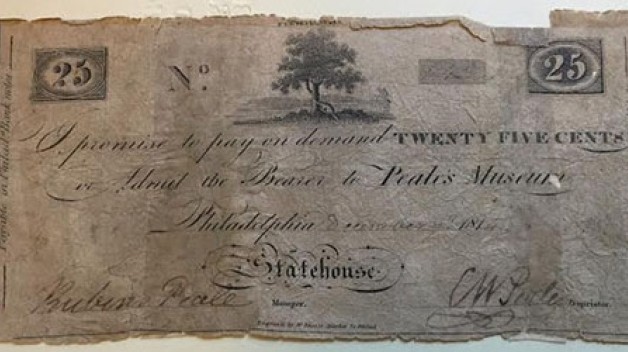 25 Nº 25
I promise to pay on demand TWENTY FIVE CENTS
or Admit the Bearer to Peale's Museum
Philadelphia 181
Statehouse
Rubens Peale Manager. CW Peale Proprietor.